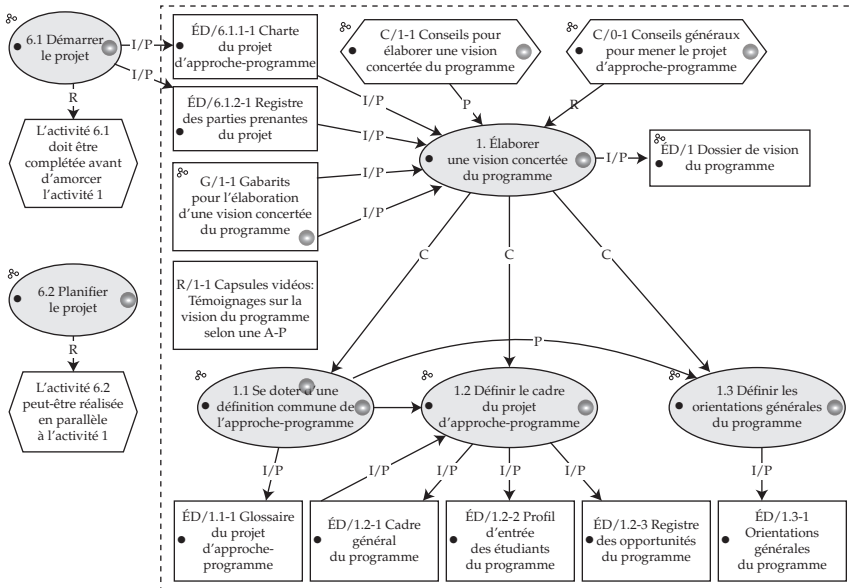 6.1 Démarrer
le projet
I/P
I/P
R
L'activité 6.1
doit être
complétée avant
d'amorcer
l'activité 1
6.2 Planifier
le projet
R
L'activité 6.2
peut-être réalisée
en parallèle
à l'activité 1
ÉD/6.1.1-1 Charte
du projet
d'approche-programme
ÉD/6.1.2-1 Registre
des parties prenantes
du projet
G/1-1 Gabarits
pour l'élaboration
d'une vision concertée
du programme
R/1-1 Capsules vidéos:
Témoignages sur la
vision du programme
selon une A-P
C/1-1 Conseils pour
élaborer une vision
concertée du programme
C/0-1 Conseils généraux
pour mener le projet
d'approche-programme
I/P
P
R
I/P
I/P
I/P
1. Élaborer
une vision concertée
du programme
I/P
ÉD/1 Dossier de vision
du programme
C
C
C
P
1.1 Se doter d'une
définition commune de
l'approche-programme
1.2 Définir le cadre
du projet
d'approche-programme
1.3 Définir les
orientations générales
du programme
I/P
I/P
I/P
I/P
I/P
I/P
ÉD/1.1-1 Glossaire
du projet
d'approche-
programme
ÉD/1.2-1 Cadre
général
du programme
ÉD/1.2-2 Profil
d'entrée
des étudiants
du programme
ÉD/1.2-3 Registre
des opportunités
du programme
ÉD/1.3-1
Orientations
générales
du programme